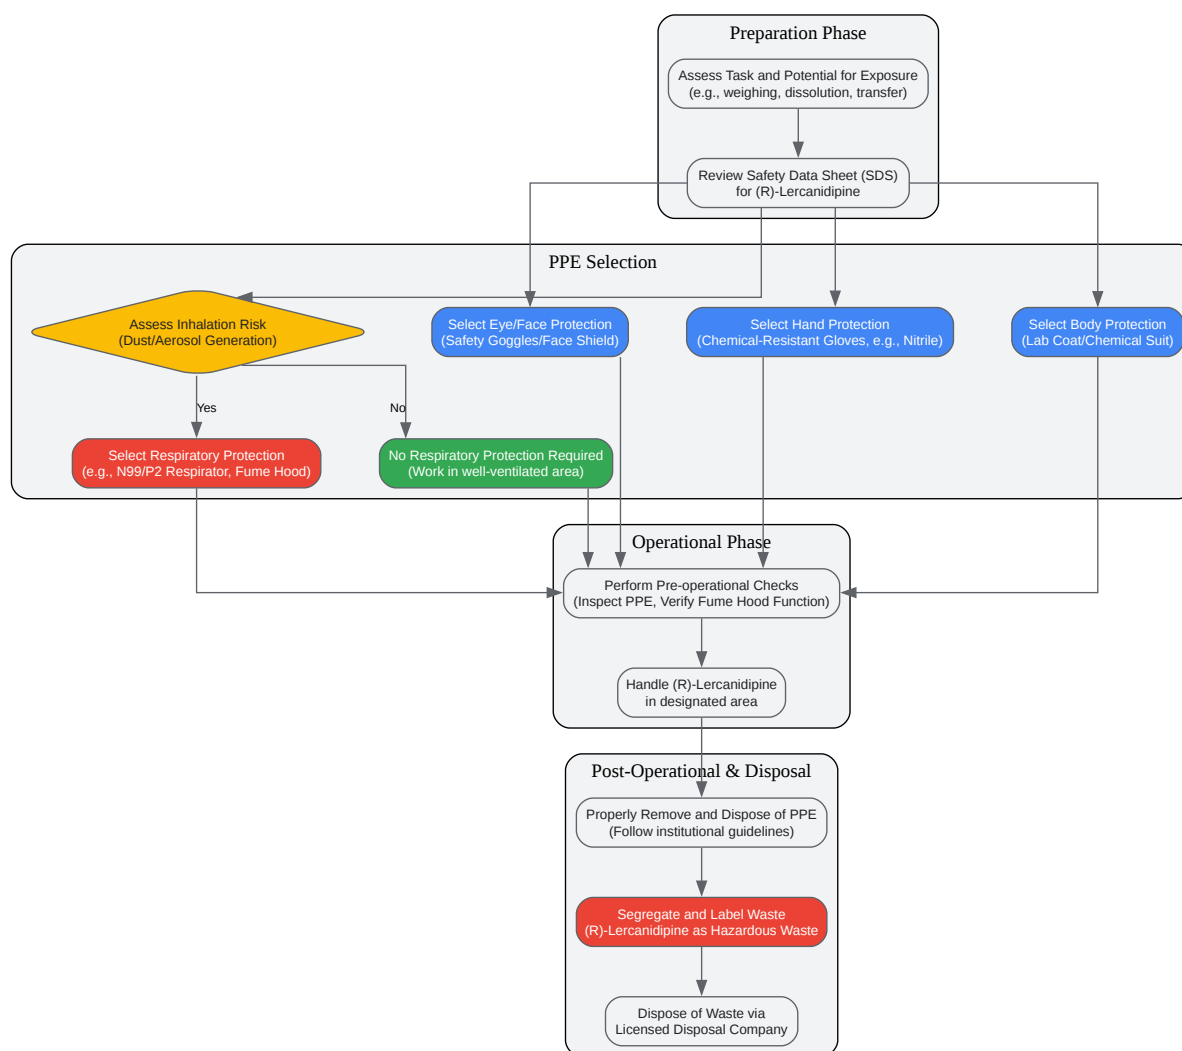 Preparation Phase
Assess Task and Potential for Exposure
(e.g., weighing, dissolution, transfer)
Review Safety Data Sheet (SDS)
for (R)-Lercanidipine
PPE Selection
Assess Inhalation Risk
(Dust/Aerosol Generation)
Select Eye/Face Protection
(Safety Goggles/Face Shield)
Select Hand Protection
(Chemical-Resistant Gloves, e.g., Nitrile)
Select Body Protection
(Lab Coat/Chemical Suit)
Yes
No
Select Respiratory Protection
(e.g., N99/P2 Respirator, Fume Hood)
No Respiratory Protection Required
(Work in well-ventilated area)
Operational Phase
Perform Pre-operational Checks
(Inspect PPE, Verify Fume Hood Function)
Handle (R)-Lercanidipine
in designated area
Post-Operational & Disposal
Properly Remove and Dispose of PPE
(Follow institutional guidelines)
Segregate and Label Waste
(R)-Lercanidipine as Hazardous Waste
Dispose of Waste via
Licensed Disposal Company